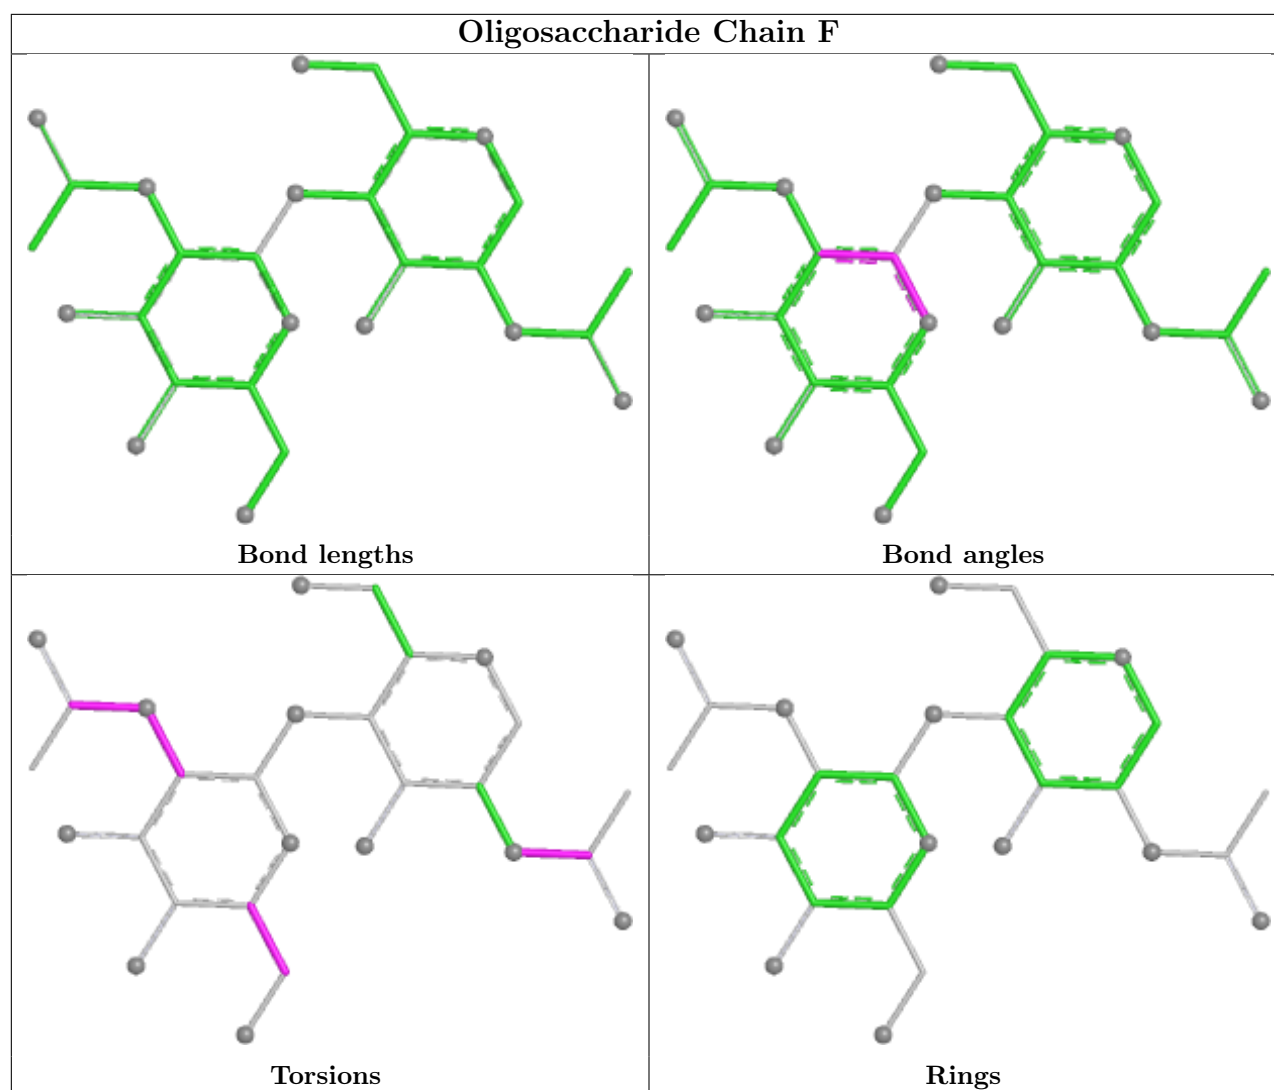 Oligosaccharide Chain F
Bond lengths
Bond angles
Torsions
Rings